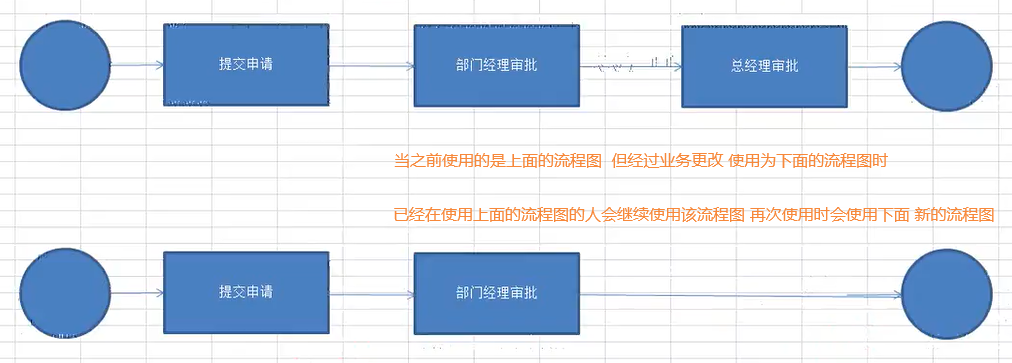 提交申请
部门经理审批
总经理审批
当之前使用的是上面的流程图 但经过业务更改 使用为下面的流程图时
已经在使用上面的流程图的人会继续使用该流程图 再次使用时会使用下面 新的流程图
提交申请
部门经理审批